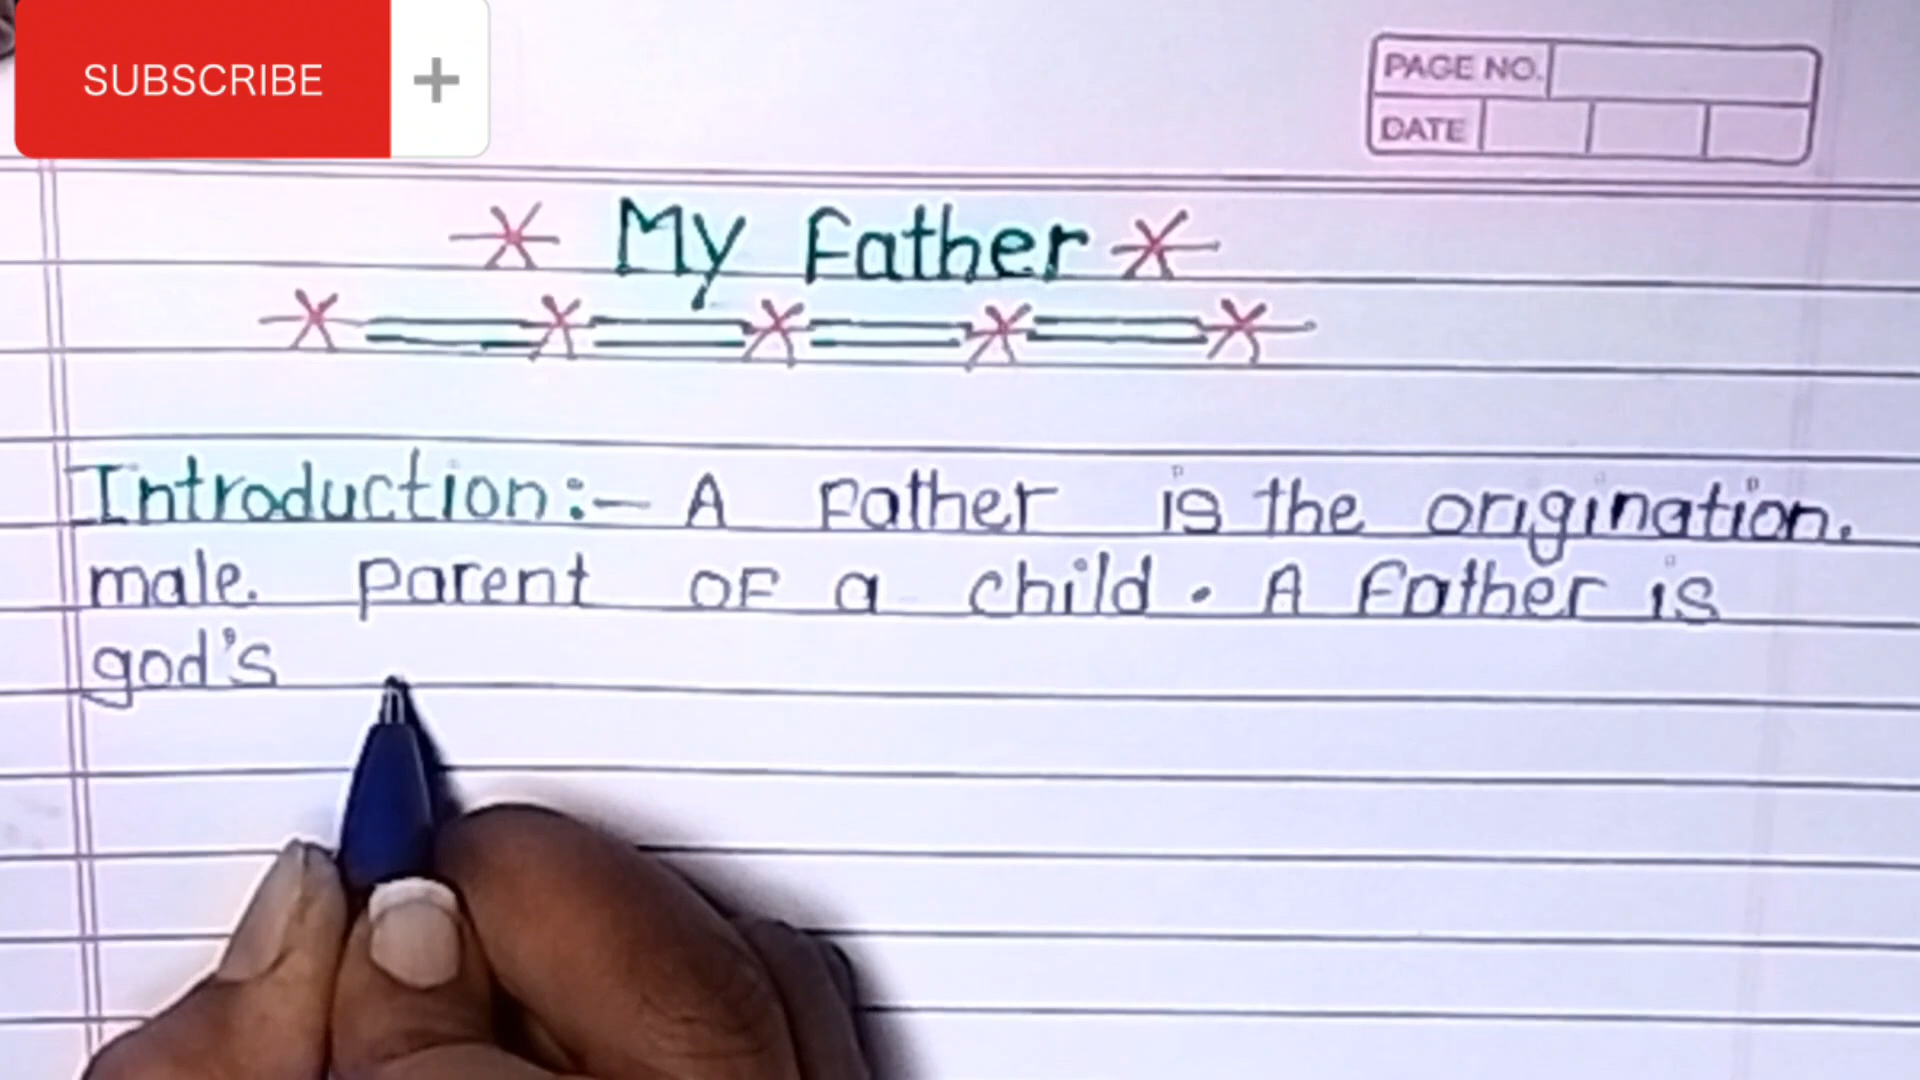 SUBSCRIBE +
PAGE NO.
DATE
My Father
Introduction:- A Father is the origination.
male. parent of a child. A Father is
god's